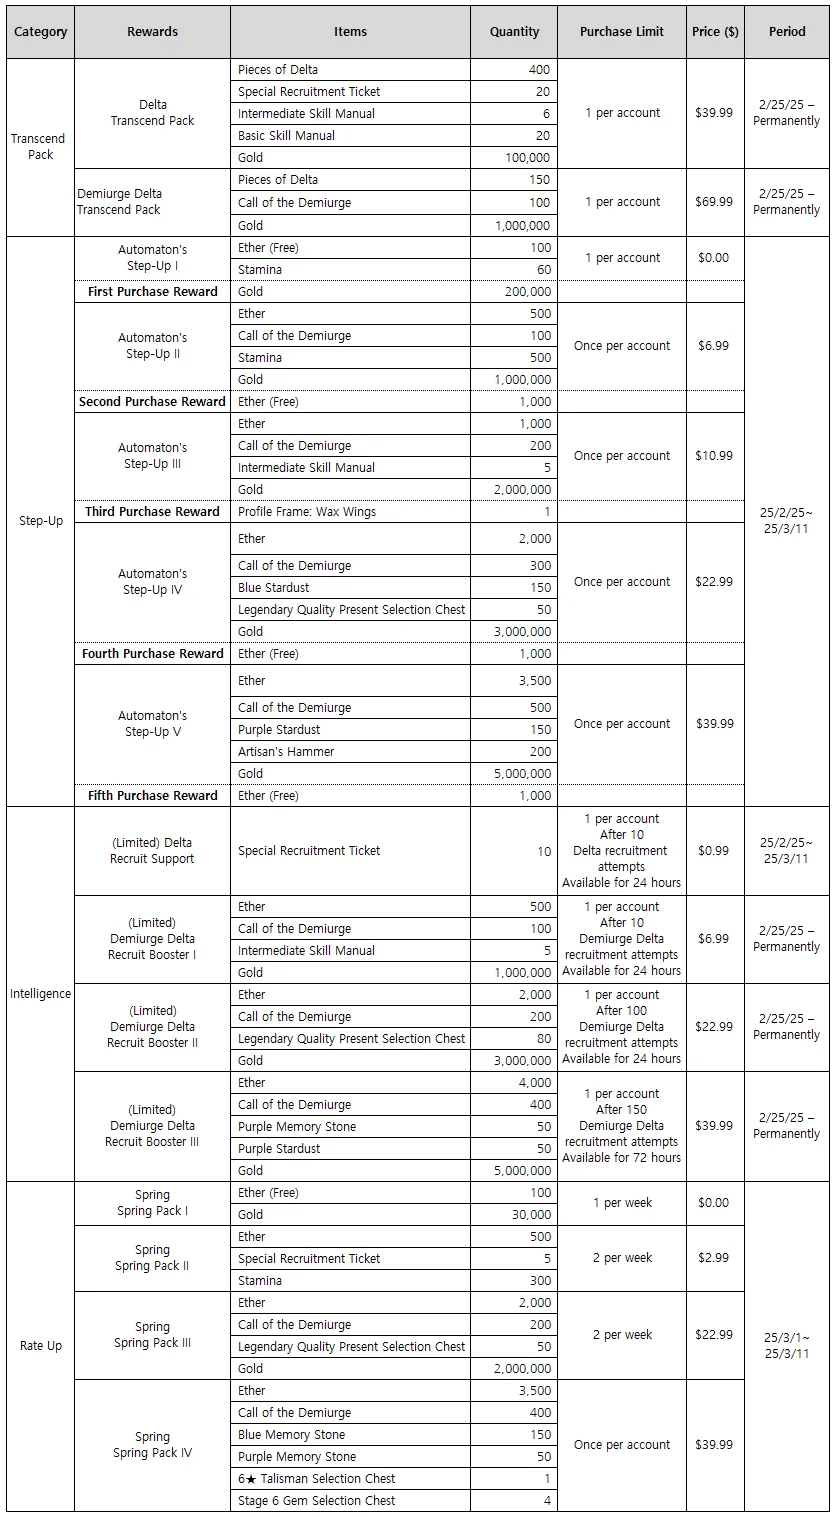 Category Rewards Items Quantity Purchase Limit Price ($) Period
Transcend
Pack
Delta
Transcend Pack
Pieces of Delta 400
Special Recruitment Ticket 20
Intermediate Skill Manual 6
Basic Skill Manual 20
Gold 100,000
1 per account
$39.99
2/25/25 –
Permanently
Demiurge Delta
Transcend Pack
Pieces of Delta 150
Call of the Demiurge 100
Gold 1,000,000
1 per account
$69.99
2/25/25 –
Permanently
Step-Up
Automaton's
Step-Up I
Ether (Free) 100
Stamina 60
1 per account
$0.00
25/2/25~
25/3/11
First Purchase Reward Gold 200,000
Automaton's
Step-Up II
Ether 500
Call of the Demiurge 100
Stamina 500
Gold 1,000,000
Once per account
$6.99
Second Purchase Reward Ether (Free) 1,000
Automaton's
Step-Up III
Ether 1,000
Call of the Demiurge 200
Intermediate Skill Manual 5
Gold 2,000,000
Once per account
$10.99
Third Purchase Reward Profile Frame: Wax Wings 1
Automaton's
Step-Up IV
Ether 2,000
Call of the Demiurge 300
Blue Stardust 150
Legendary Quality Present Selection Chest 50
Gold 3,000,000
Once per account
$22.99
Fourth Purchase Reward Ether (Free) 1,000
Automaton's
Step-Up V
Ether 3,500
Call of the Demiurge 500
Purple Stardust 150
Artisan's Hammer 200
Gold 5,000,000
Once per account
$39.99
Fifth Purchase Reward Ether (Free) 1,000
Intelligence
(Limited) Delta
Recruit Support
Special Recruitment Ticket 10
1 per account
After 10
Delta recruitment
attempts
Available for 24 hours
$0.99
25/2/25~
25/3/11
(Limited)
Demiurge Delta
Recruit Booster I
Ether 500
Call of the Demiurge 100
Intermediate Skill Manual 5
Gold 1,000,000
1 per account
After 10
Demiurge Delta
recruitment attempts
Available for 24 hours
$6.99
2/25/25 –
Permanently
(Limited)
Demiurge Delta
Recruit Booster II
Ether 2,000
Call of the Demiurge 200
Legendary Quality Present Selection Chest 80
Gold 3,000,000
1 per account
After 100
Demiurge Delta
recruitment attempts
Available for 24 hours
$22.99
2/25/25 –
Permanently
(Limited)
Demiurge Delta
Recruit Booster III
Ether 4,000
Call of the Demiurge 400
Purple Memory Stone 50
Purple Stardust 50
Gold 5,000,000
1 per account
After 150
Demiurge Delta
recruitment attempts
Available for 72 hours
$39.99
2/25/25 –
Permanently
Rate Up
Spring
Spring Pack I
Ether (Free) 100
Gold 30,000
1 per week
$0.00
25/3/1~
25/3/11
Spring
Spring Pack II
Ether 500
Special Recruitment Ticket 5
Stamina 300
2 per week
$2.99
Spring
Spring Pack III
Ether 2,000
Call of the Demiurge 200
Legendary Quality Present Selection Chest 50
Gold 2,000,000
2 per week
$22.99
Spring
Spring Pack IV
Ether 3,500
Call of the Demiurge 400
Blue Memory Stone 150
Purple Memory Stone 50
6★ Talisman Selection Chest 1
Stage 6 Gem Selection Chest 4
Once per account
$39.99